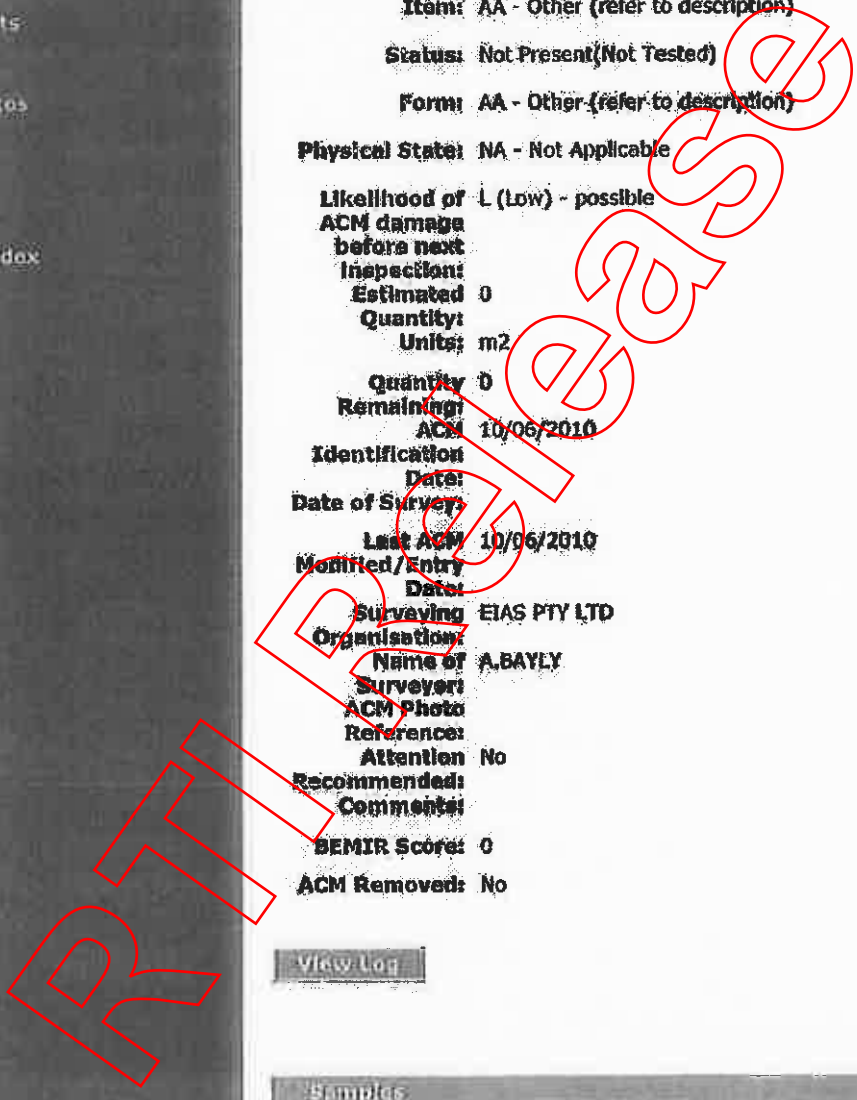 ts
Item: AA - Other (refer to description)
Status: Not Present(Not Tested)
Form: AA - Other (refer to description)
Physical State: NA - Not Applicable
Likelihood of L (Low) - possible
ACM damage
before next
Inspection:
Estimated 0
Quantity:
Units: m2
Quantity 0
Remaining:
ACM 10/06/2010
Identification
Date:
Date of Survey:
Last ACM 10/06/2010
Modified/Entry
Date:
Surveying EIAS PTY LTD
Organisation:
Name of A.BAYLY
Surveyor:
ACM Photo
Reference:
Attention No
Recommended:
Comments:
BEMIR Score: 0
ACM Removed: No
View Log
Samples
dex
RTI Release